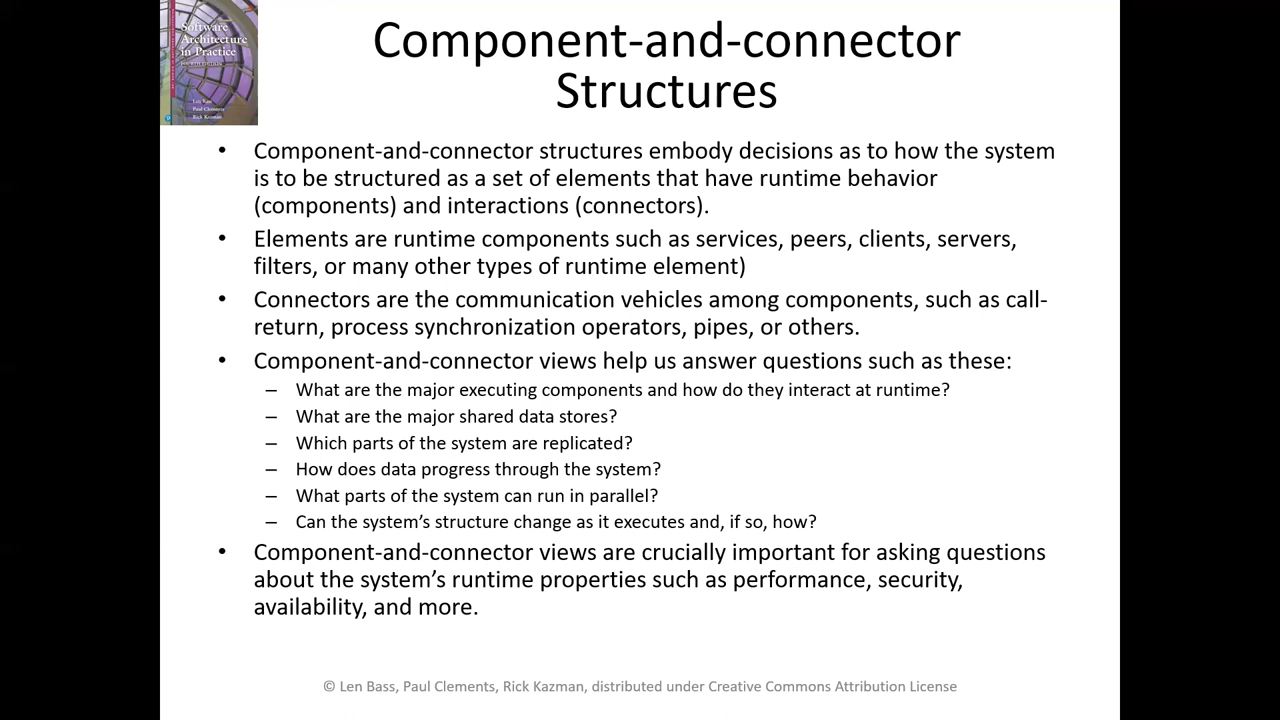 Software
Architecture
in Practice
FOURTH EDITION
Len Bass
Paul Clements
Rick Kazman
Component-and-connector
Structures
• Component-and-connector structures embody decisions as to how the system
is to be structured as a set of elements that have runtime behavior
(components) and interactions (connectors).
• Elements are runtime components such as services, peers, clients, servers,
filters, or many other types of runtime element)
• Connectors are the communication vehicles among components, such as call-
return, process synchronization operators, pipes, or others.
• Component-and-connector views help us answer questions such as these:
– What are the major executing components and how do they interact at runtime?
– What are the major shared data stores?
– Which parts of the system are replicated?
– How does data progress through the system?
– What parts of the system can run in parallel?
– Can the system’s structure change as it executes and, if so, how?
• Component-and-connector views are crucially important for asking questions
about the system’s runtime properties such as performance, security,
availability, and more.
© Len Bass, Paul Clements, Rick Kazman, distributed under Creative Commons Attribution License